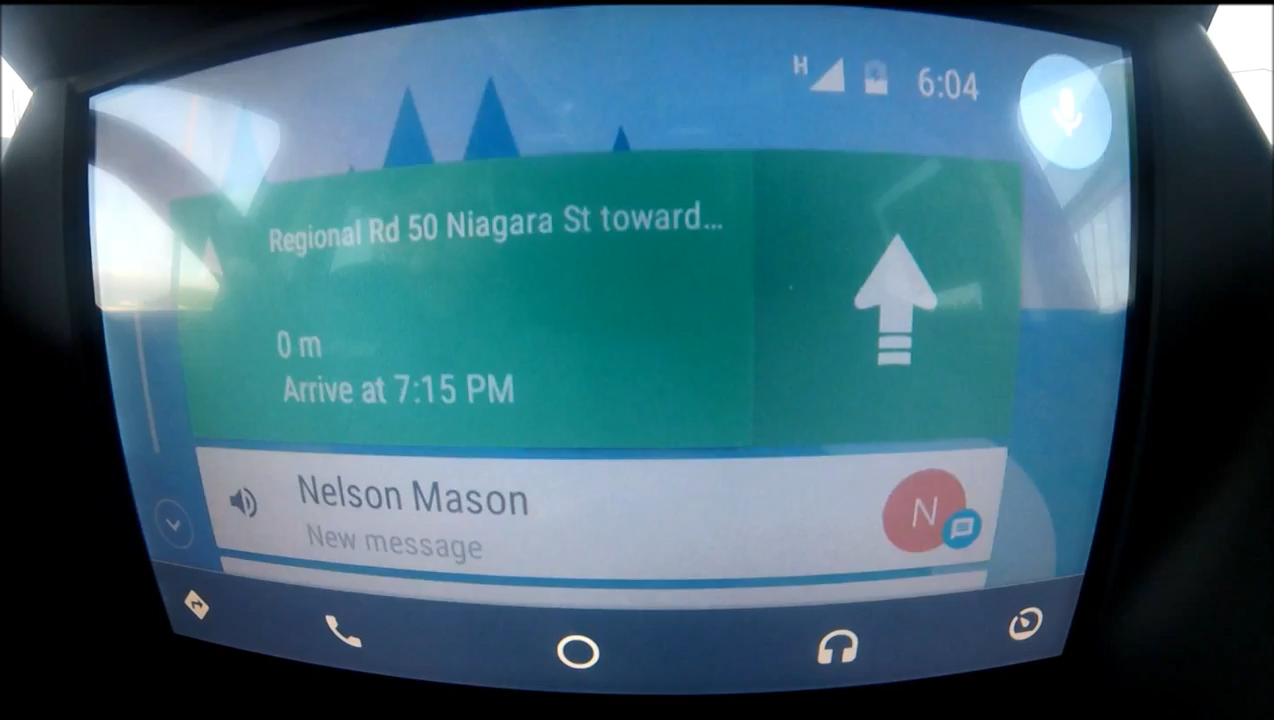 H 6:04
Regional Rd 50 Niagara St toward...
0 m
Arrive at 7:15 PM
Nelson Mason
New message
N